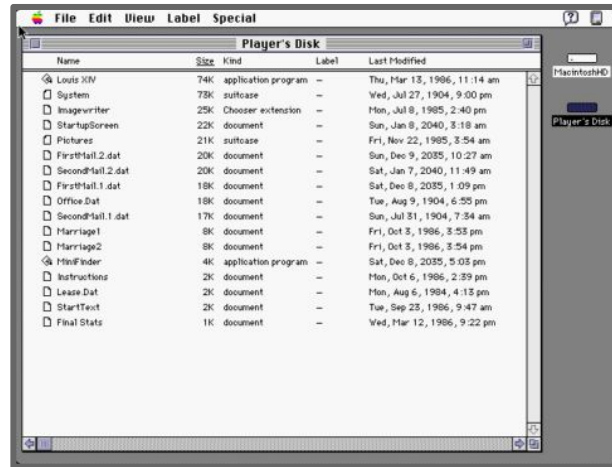 File Edit View Label Special
Player's Disk
Name Size Kind Label Last Modified
Louis XIV 74K application program – Thu, Mar 13, 1986, 11:14 am
System 73K suitcase – Wed, Jul 27, 1904, 9:00 pm
Imagewriter 25K Chooser extension – Mon, Jul 8, 1985, 2:40 pm
StartupScreen 22K document – Sun, Jan 8, 2040, 3:18 am
Pictures 21K suitcase – Fri, Nov 22, 1985, 3:54 am
FirstMail.2.dat 20K document – Sun, Dec 9, 2035, 10:27 am
SecondMail.2.dat 20K document – Sat, Jan 7, 2040, 11:49 am
FirstMail.1.dat 18K document – Sat, Dec 8, 2035, 1:09 pm
Office.Dat 18K document – Tue, Aug 9, 1904, 6:55 pm
SecondMail.1.dat 17K document – Sun, Jul 31, 1904, 7:34 am
Marriage1 8K document – Fri, Oct 3, 1986, 3:53 pm
Marriage2 8K document – Fri, Oct 3, 1986, 3:54 pm
MiniFinder 4K application program – Sat, Dec 8, 2035, 5:03 pm
Instructions 2K document – Mon, Oct 6, 1986, 2:39 pm
Lease.Dat 2K document – Mon, Aug 6, 1984, 4:13 pm
StartText 2K document – Tue, Sep 23, 1986, 9:47 am
Final Stats 1K document – Wed, Mar 12, 1986, 9:22 pm
MacintoshHD
Player's Disk